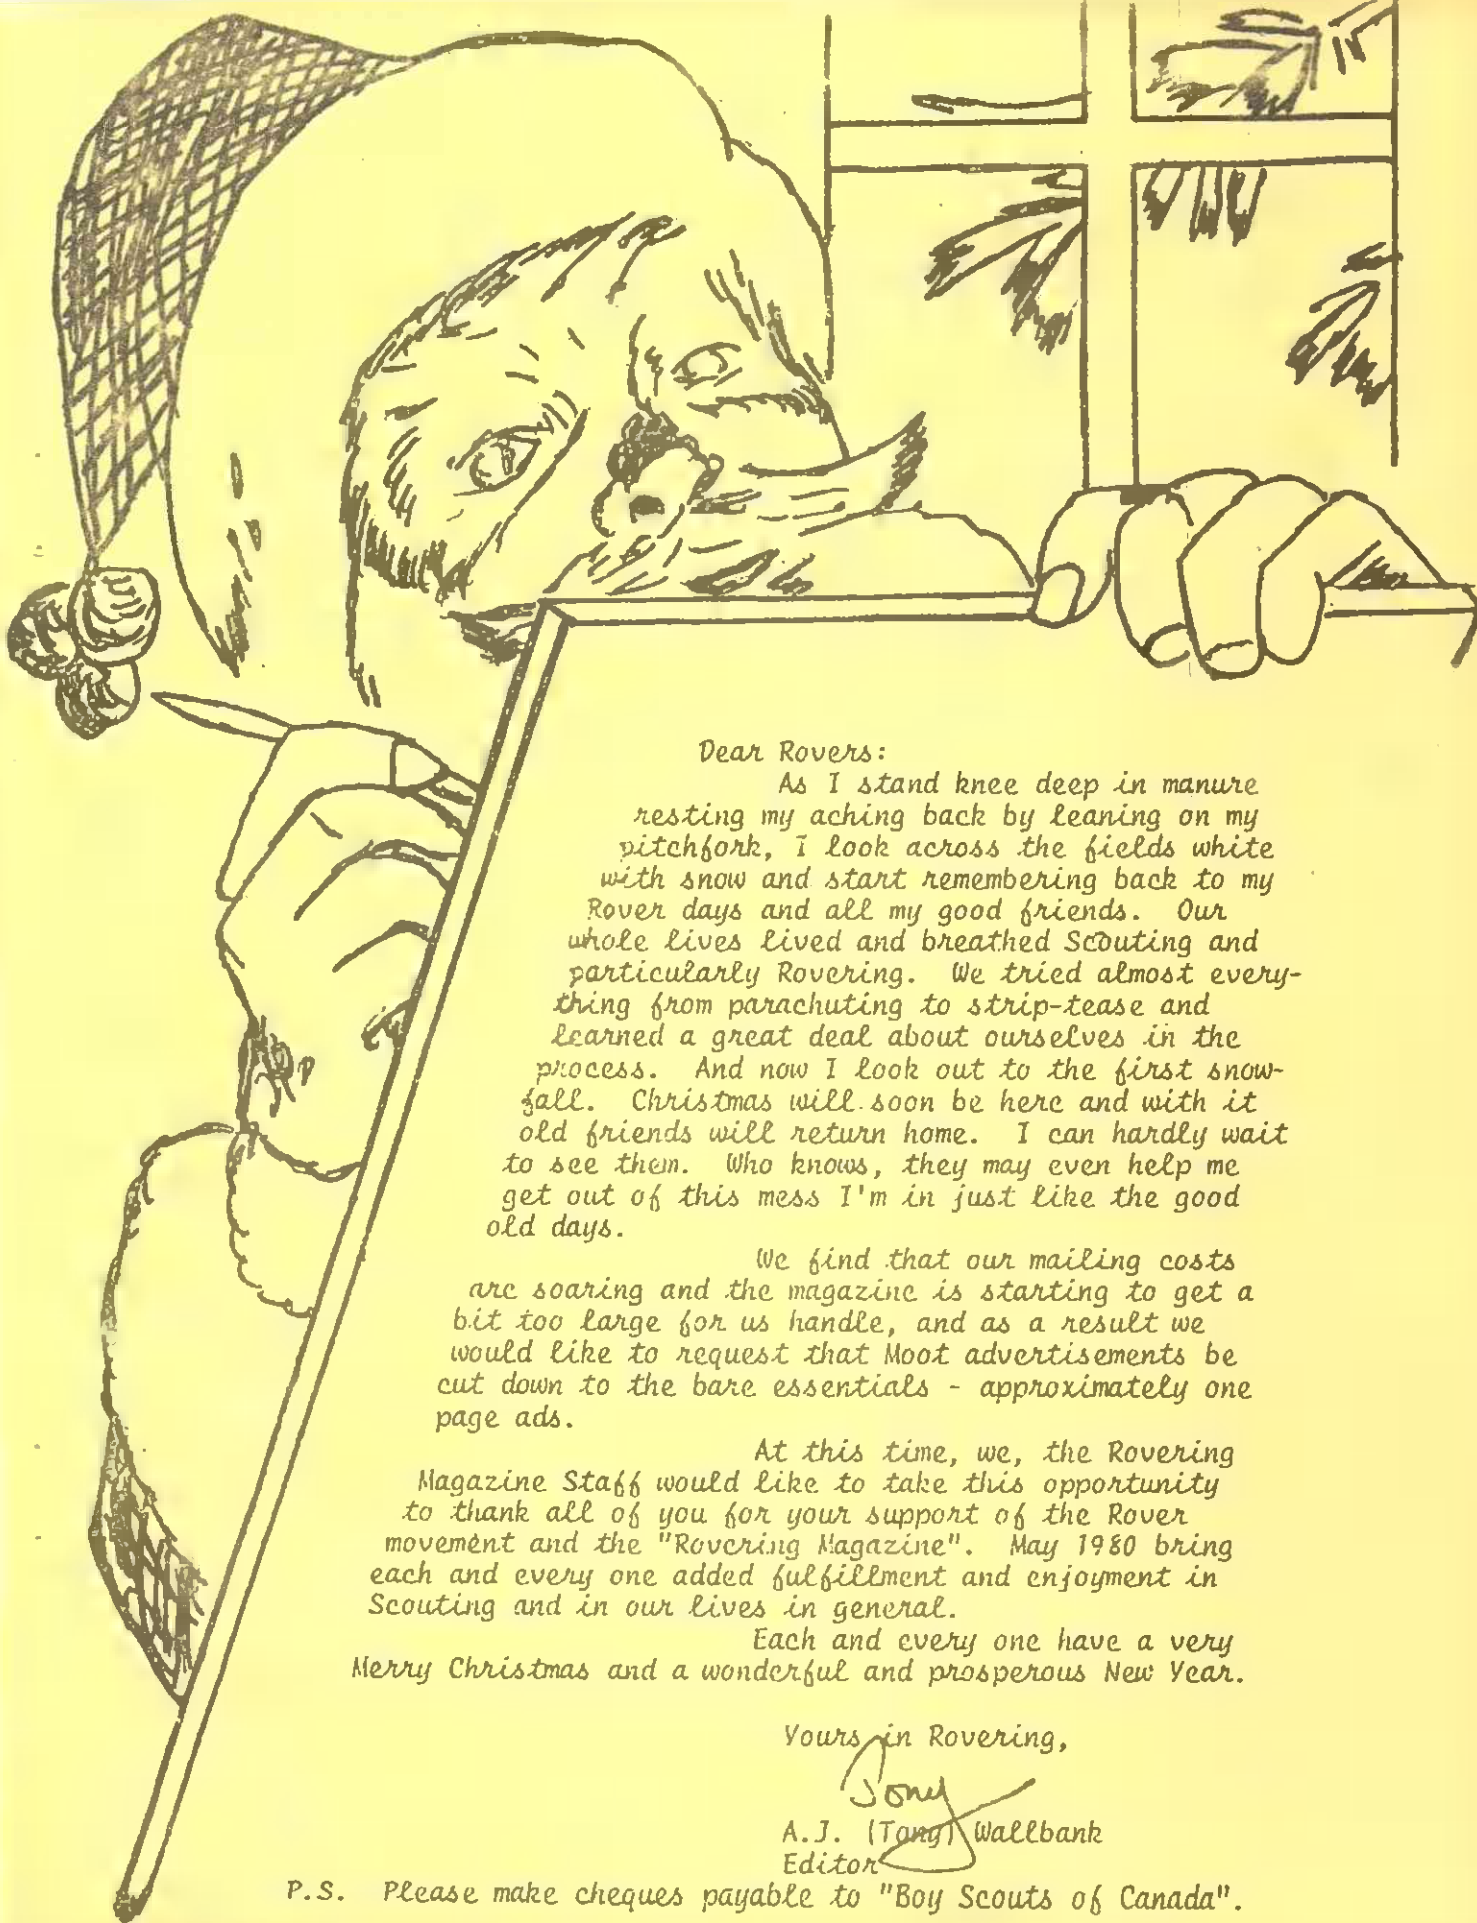 Dear Rovers:
As I stand knee deep in manure
resting my aching back by leaning on my
pitchfork, I look across the fields white
with snow and start remembering back to my
Rover days and all my good friends. Our
whole lives lived and breathed Scouting and
particularly Rovering. We tried almost every-
thing from parachuting to strip-tease and
learned a great deal about ourselves in the
process. And now I look out to the first snow-
fall. Christmas will soon be here and with it
old friends will return home. I can hardly wait
to see them. Who knows, they may even help me
get out of this mess I'm in just like the good
old days.
We find that our mailing costs
are soaring and the magazine is starting to get a
bit too large for us handle, and as a result we
would like to request that Moot advertisements be
cut down to the bare essentials - approximately one
page ads.
At this time, we, the Rovering
Magazine Staff would like to take this opportunity
to thank all of you for your support of the Rover
movement and the "Rovering Magazine". May 1980 bring
each and every one added fulfillment and enjoyment in
Scouting and in our lives in general.
Each and every one have a very
Merry Christmas and a wonderful and prosperous New Year.
Yours in Rovering,
Tony
A.J. (Tony) Wallbank
Editor
P.S. Please make cheques payable to "Boy Scouts of Canada".